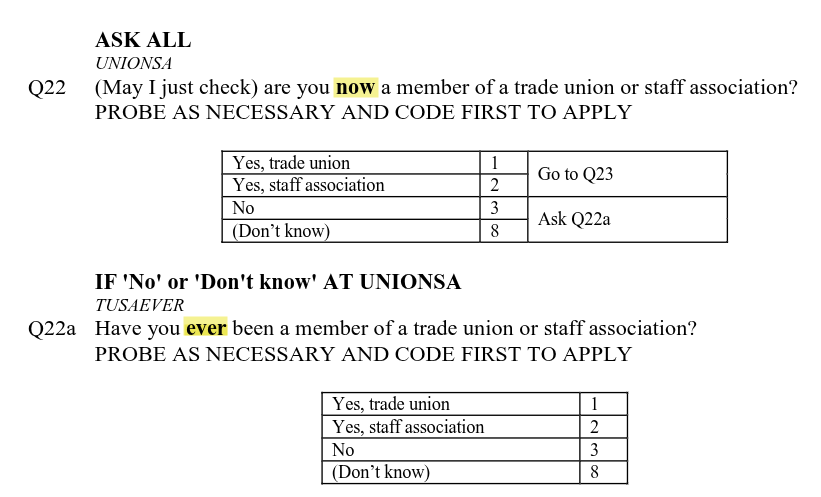 ASK ALL
UNIONSA
Q22 (May I just check) are you now a member of a trade union or staff association?
PROBE AS NECESSARY AND CODE FIRST TO APPLY
Yes, trade union 1 Go to Q23
Yes, staff association 2
No 3 Ask Q22a
(Don't know) 8
IF 'No' or 'Don't know' AT UNIONSA
TUSAEVER
Q22a Have you ever been a member of a trade union or staff association?
PROBE AS NECESSARY AND CODE FIRST TO APPLY
Yes, trade union 1
Yes, staff association 2
No 3
(Don't know) 8